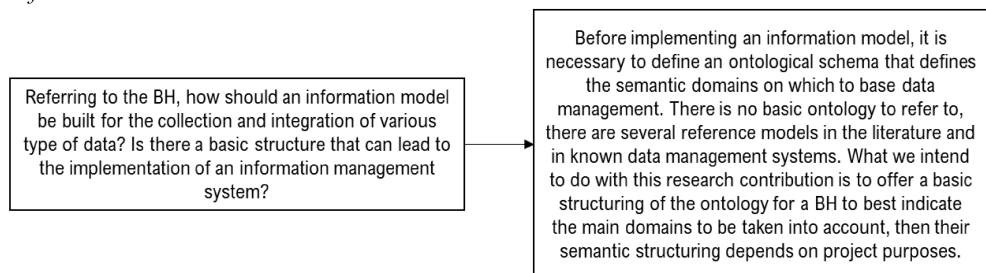 Referring to the BH, how should an information model
be built for the collection and integration of various
type of data? Is there a basic structure that can lead to
the implementation of an information management
system?
Before implementing an information model, it is
necessary to define an ontological schema that defines
the semantic domains on which to base data
management. There is no basic ontology to refer to,
there are several reference models in the literature and
in known data management systems. What we intend
to do with this research contribution is to offer a basic
structuring of the ontology for a BH to best indicate
the main domains to be taken into account, then their
semantic structuring depends on project purposes.